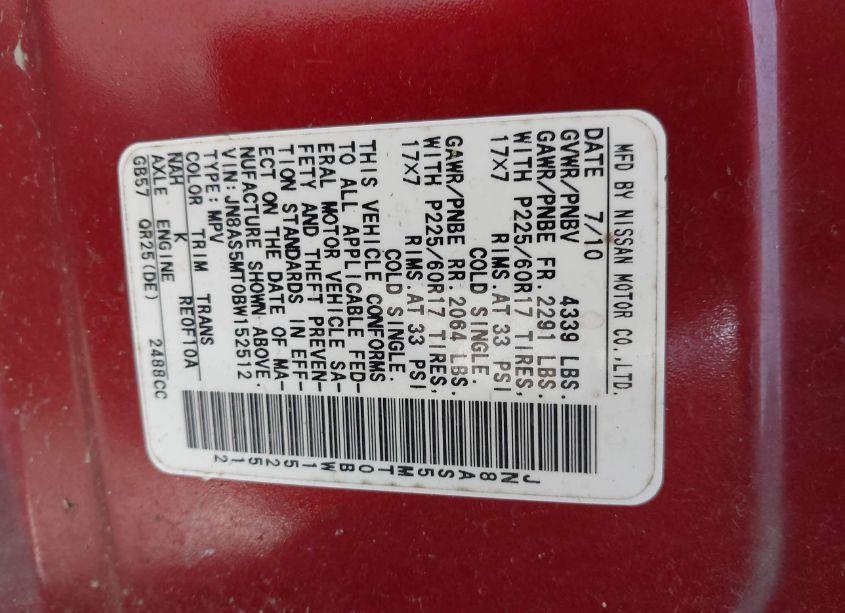 MFD BY NISSAN MOTOR CO.,LTD.
DATE 7/10
GVWR/PNBV 4339 LBS.
GAWR/PNBE FR. 2291 LBS.
WITH P225/60R17 TIRES,
17X7 RIMS.AT 33 PSI
COLD SINGLE.
GAWR/PNBE RR. 2064 LBS.
WITH P225/60R17 TIRES,
17X7 RIMS.AT 33 PSI
COLD SINGLE.
THIS VEHICLE CONFORMS
TO ALL APPLICABLE FED-
ERAL MOTOR VEHICLE SA-
FETY AND THEFT PREVEN-
TION STANDARDS IN EFF-
ECT ON THE DATE OF MA-
NUFACTURE SHOWN ABOVE.
VIN:JN8AS5MT0BW152512
TYPE:MPV
COLOR TRIM TRANS
NAH K RE0F10A
AXLE ENGINE
GB57 QR25(DE) 2488CC
JN8AS5MT0BW152512